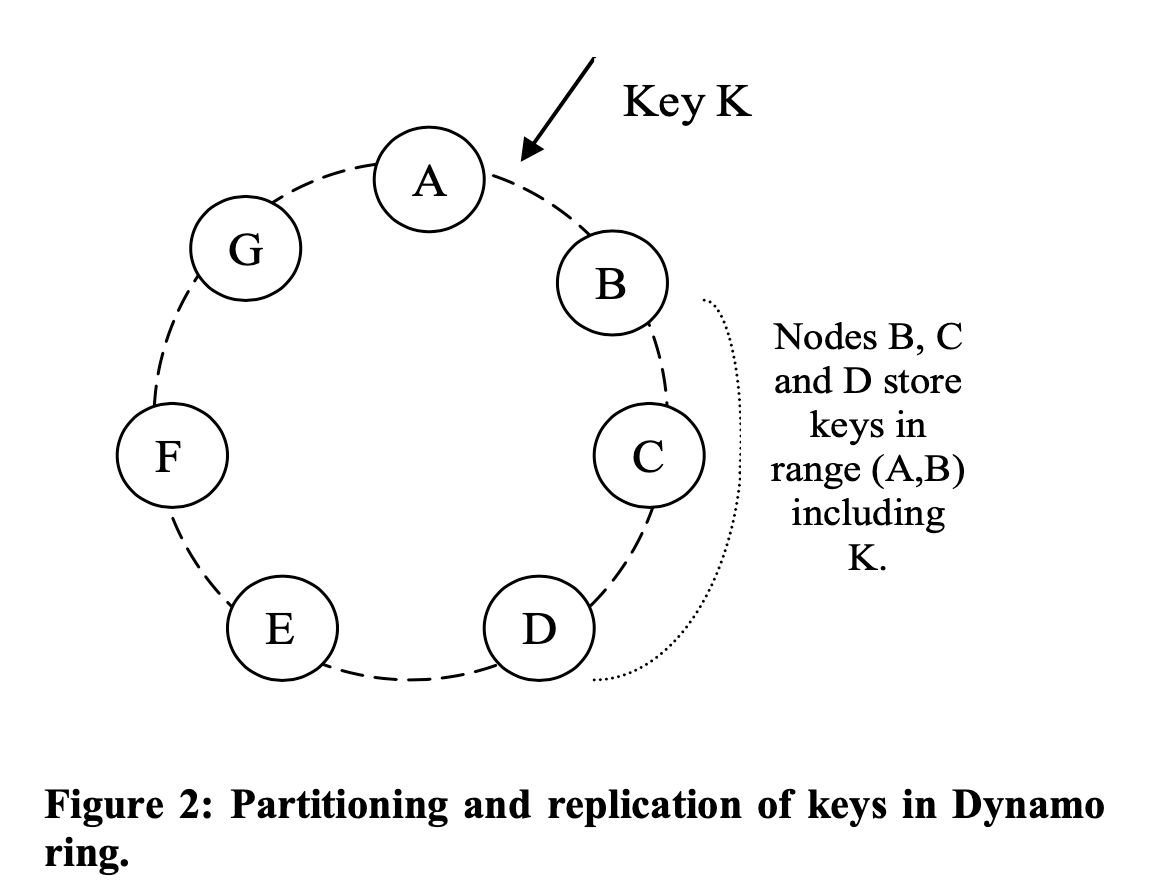 Key K
A
G
B
Nodes B, C
and D store
keys in
range (A,B)
including
K.
F
C
E
D
Figure 2: Partitioning and replication of keys in Dynamo
ring.